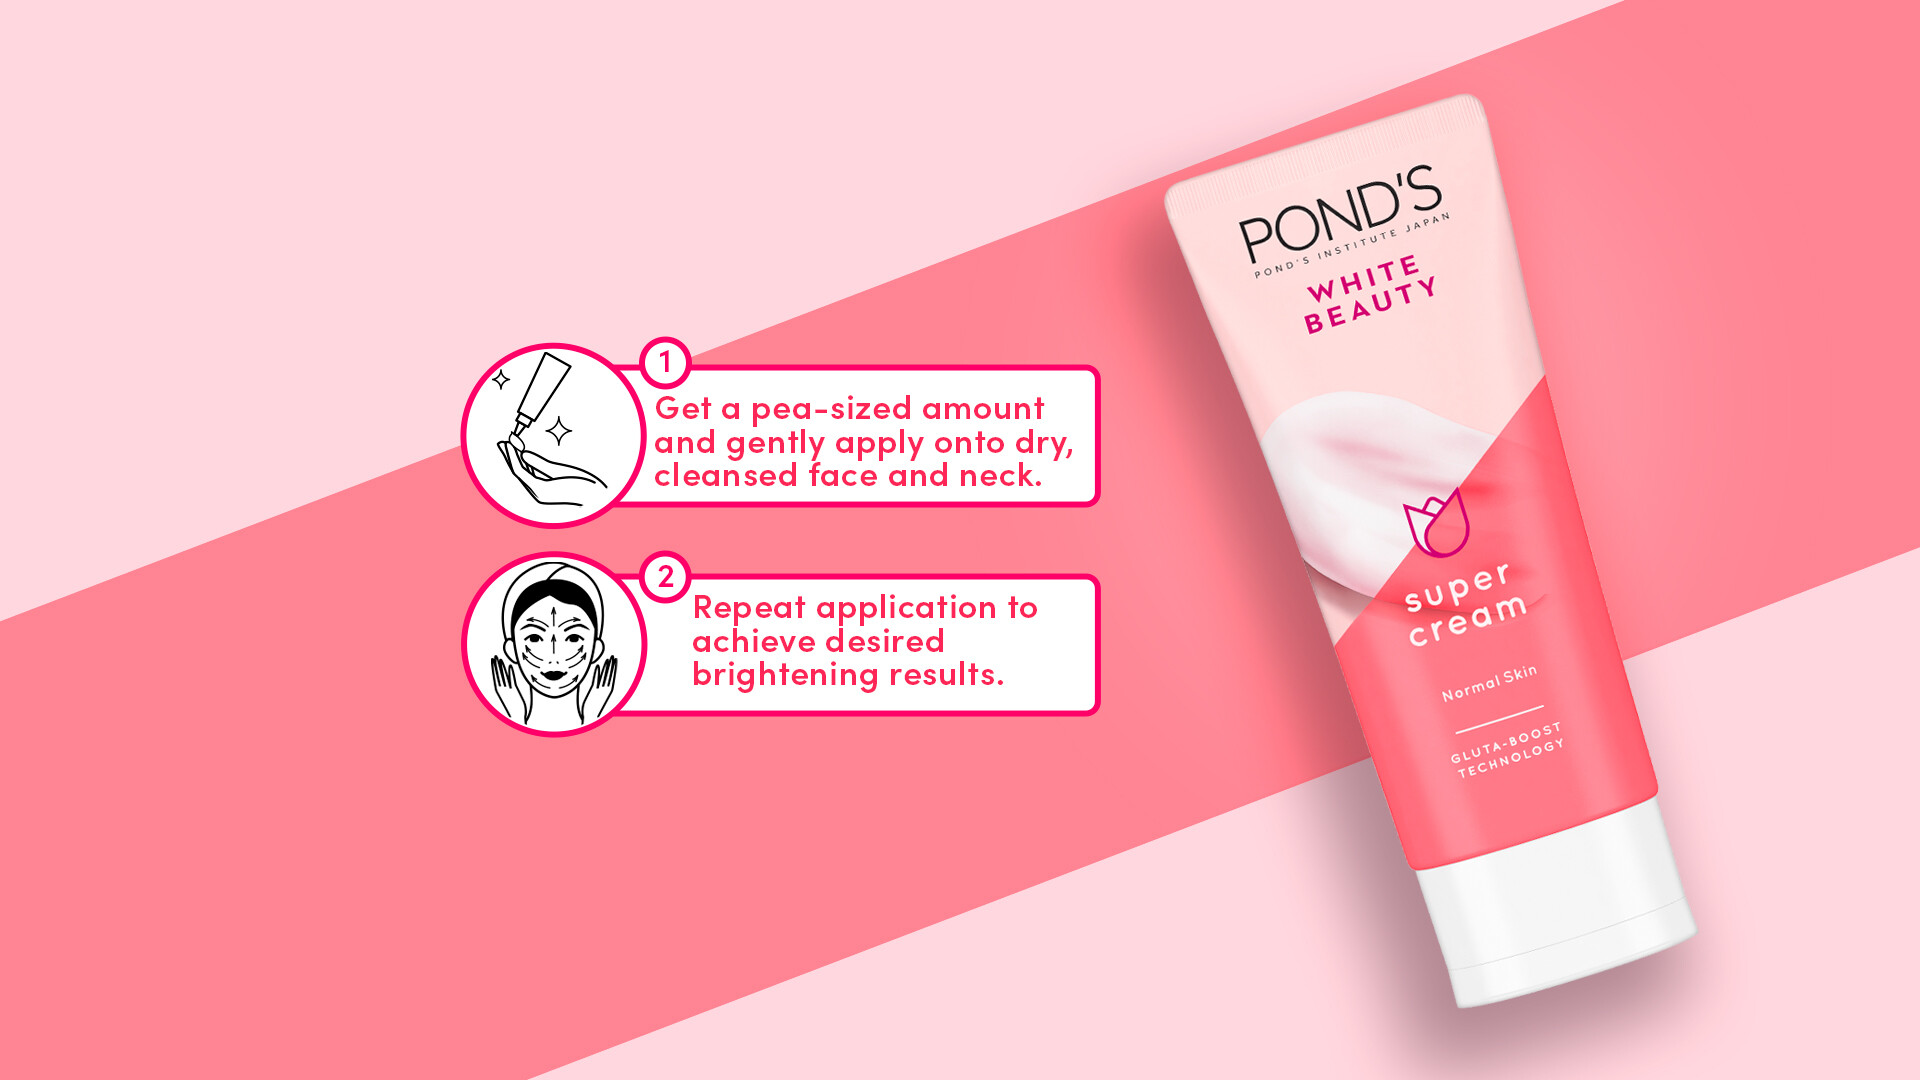 1
Get a pea-sized amount
and gently apply onto dry,
cleansed face and neck.
2
Repeat application to
achieve desired
brightening results.
POND'S
POND'S INSTITUTE JAPAN
WHITE
BEAUTY
super
cream
Normal Skin
GLUTA-BOOST
TECHNOLOGY